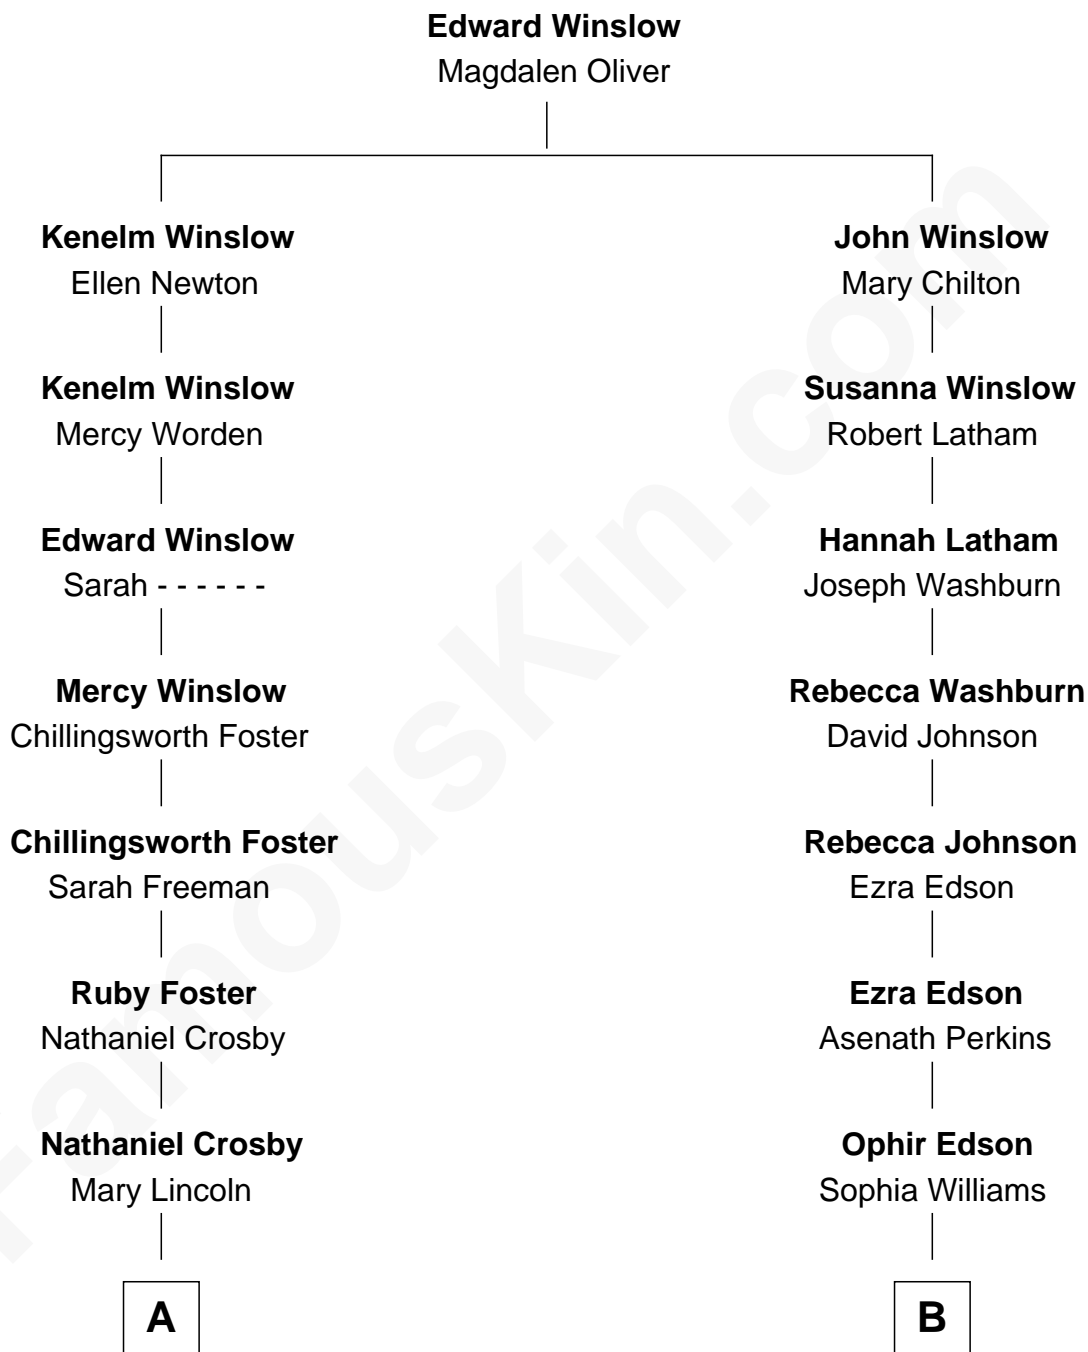 Edward Winslow
Magdalen Oliver
Kenelm Winslow
Ellen Newton
John Winslow
Mary Chilton
Kenelm Winslow
Mercy Worden
Susanna Winslow
Robert Latham
Edward Winslow
Sarah - - - - - -
Hannah Latham
Joseph Washburn
Mercy Winslow
Chillingsworth Foster
Rebecca Washburn
David Johnson
Chillingsworth Foster
Sarah Freeman
Rebecca Johnson
Ezra Edson
Ruby Foster
Nathaniel Crosby
Ezra Edson
Asenath Perkins
Nathaniel Crosby
Mary Lincoln
Ophir Edson
Sophia Williams
A
B
FamousKin.com